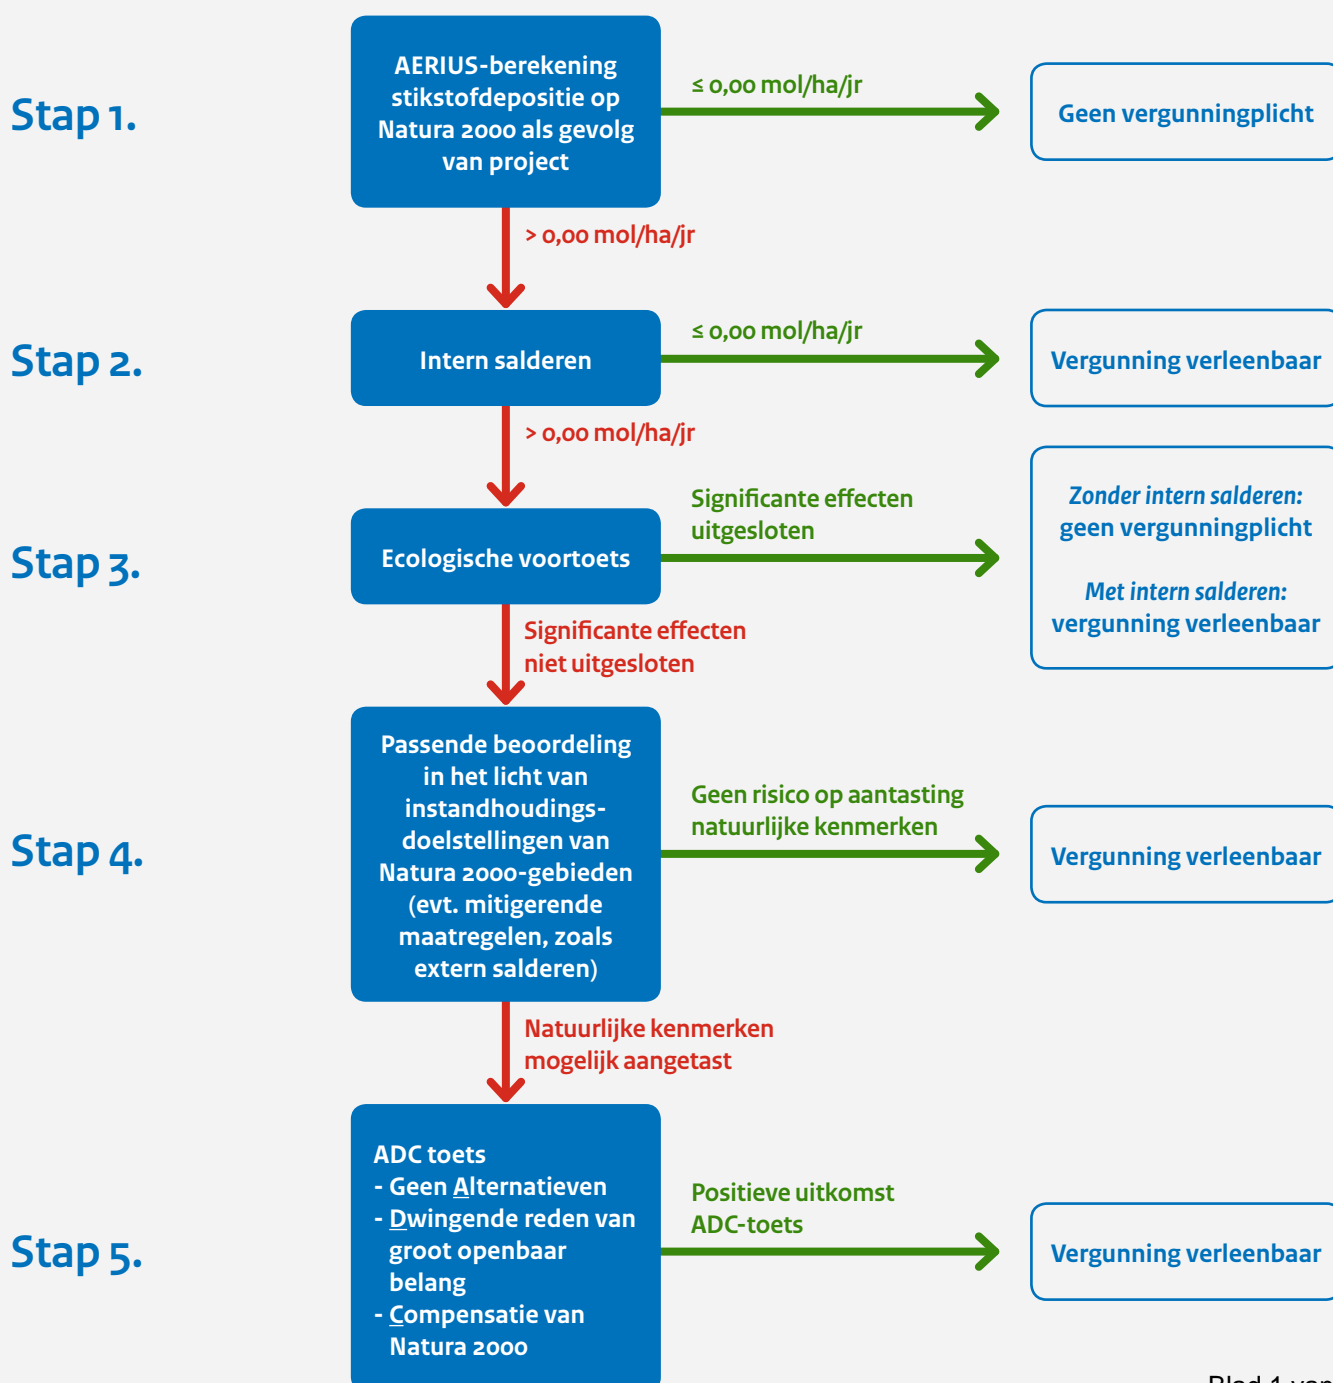 Stap 1.
AERIUS-berekening
stikstofdepositie op
Natura 2000 als gevolg
van project
≤ 0,00 mol/ha/jr
Geen vergunningplicht
> 0,00 mol/ha/jr
Stap 2.
Intern salderen
≤ 0,00 mol/ha/jr
Vergunning verleenbaar
> 0,00 mol/ha/jr
Stap 3.
Ecologische voortoets
Significante effecten
uitgesloten
Zonder intern salderen:
geen vergunningplicht
Met intern salderen:
vergunning verleenbaar
Significante effecten
niet uitgesloten
Stap 4.
Passende beoordeling
in het licht van
instandhoudings-
doelstellingen van
Natura 2000-gebieden
(evt. mitigerende
maatregelen, zoals
extern salderen)
Geen risico op aantasting
natuurlijke kenmerken
Vergunning verleenbaar
Natuurlijke kenmerken
mogelijk aangetast
Stap 5.
ADC toets
- Geen Alternatieven
- Dwingende reden van
groot openbaar
belang
- Compensatie van
Natura 2000
Positieve uitkomst
ADC-toets
Vergunning verleenbaar
Blad 1 van